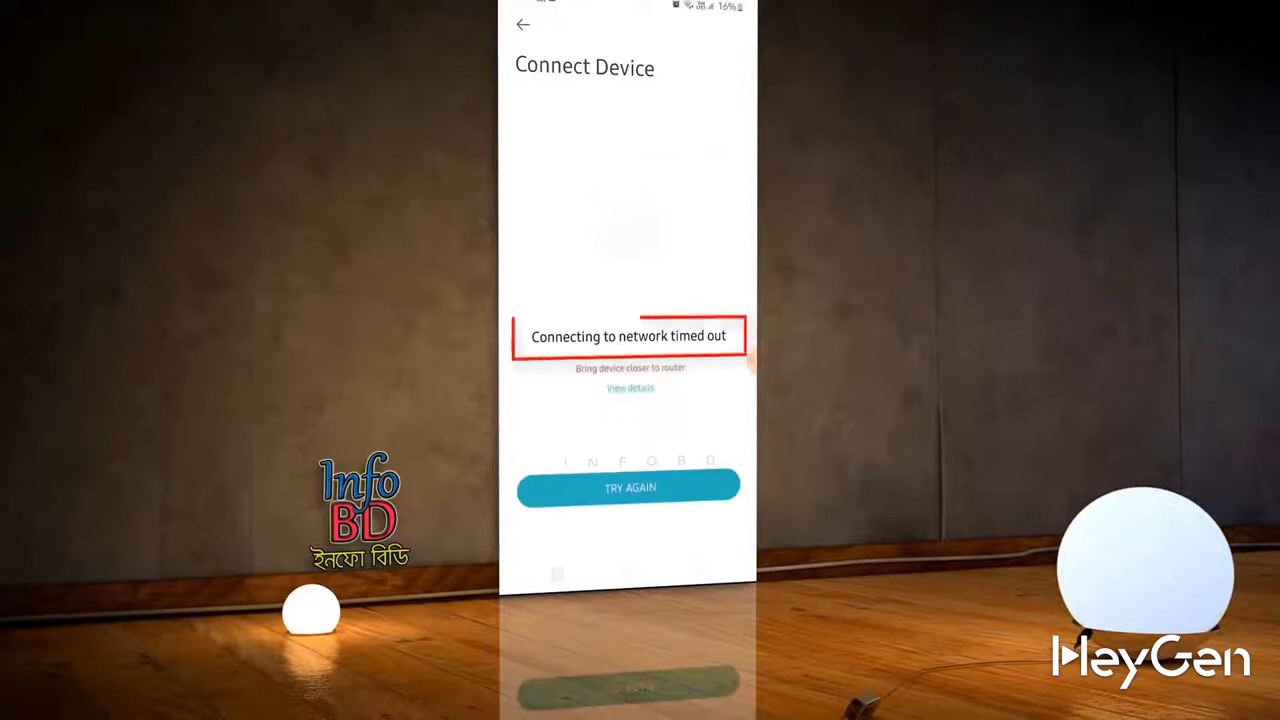 16%
Connect Device
Connecting to network timed out
Bring device closer to router
View details
I N F O B D
TRY AGAIN
Info
BD
ইনফো বিডি
HeyGen